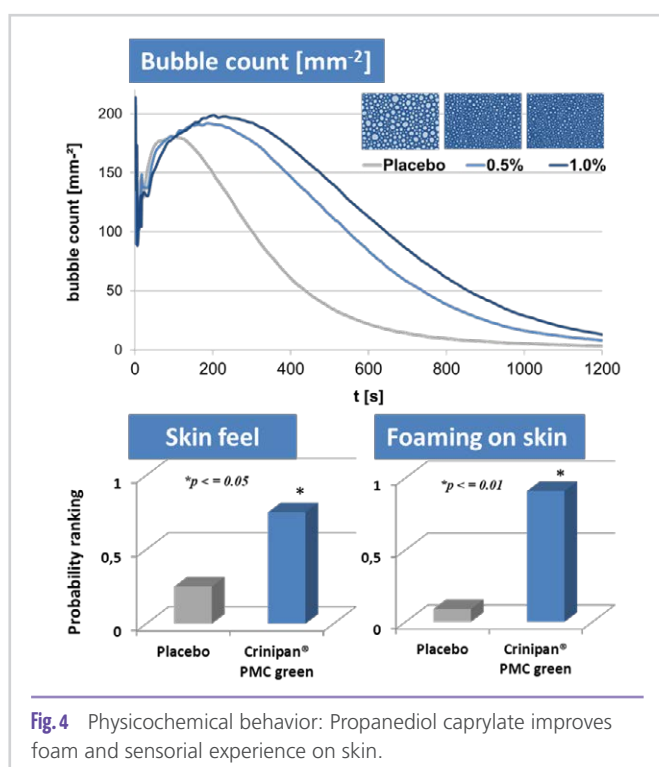 Bubble count [mm⁻²]
bubble count [mm-²]
200
150
100
50
0
Placebo 0.5% 1.0%
0 200 400 600 800 1000 1200
t [s]
Skin feel
Probability ranking
1
0,5
0
*p < = 0.05
*
Placebo
Crinipan®
PMC green
Foaming on skin
1
0,5
0
*p < = 0.01
*
Placebo
Crinipan®
PMC green
Fig. 4 Physicochemical behavior: Propanediol caprylate improves
foam and sensorial experience on skin.